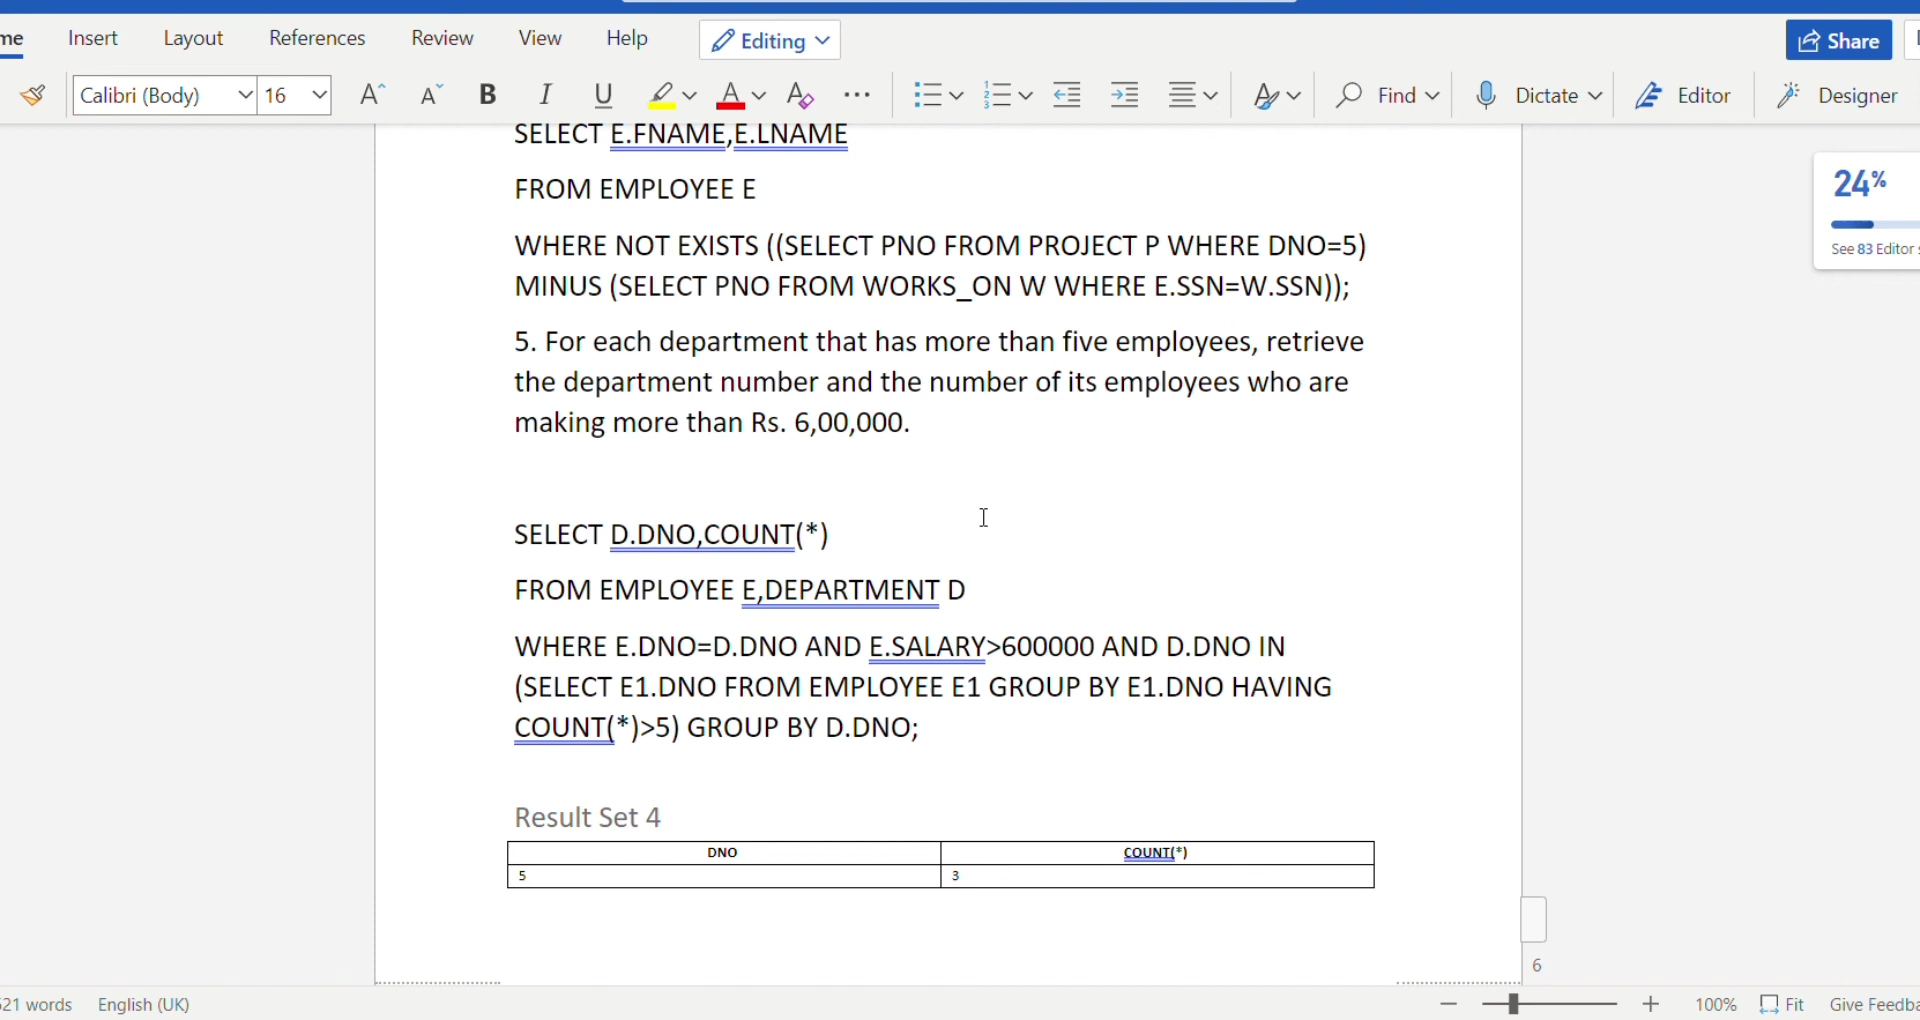 me Insert Layout References Review View Help Editing Share
Calibri (Body) 16 A A B I U A A Find Dictate Editor Designer
SELECT E.FNAME,E.LNAME
FROM EMPLOYEE E
WHERE NOT EXISTS ((SELECT PNO FROM PROJECT P WHERE DNO=5)
MINUS (SELECT PNO FROM WORKS_ON W WHERE E.SSN=W.SSN));
5. For each department that has more than five employees, retrieve
the department number and the number of its employees who are
making more than Rs. 6,00,000.
SELECT D.DNO,COUNT(*)
FROM EMPLOYEE E,DEPARTMENT D
WHERE E.DNO=D.DNO AND E.SALARY>600000 AND D.DNO IN
(SELECT E1.DNO FROM EMPLOYEE E1 GROUP BY E1.DNO HAVING
COUNT(*)>5) GROUP BY D.DNO;
Result Set 4
DNO COUNT(*)
5 3
24%
See 83 Editor s
6
521 words English (UK) 100% Fit Give Feedba